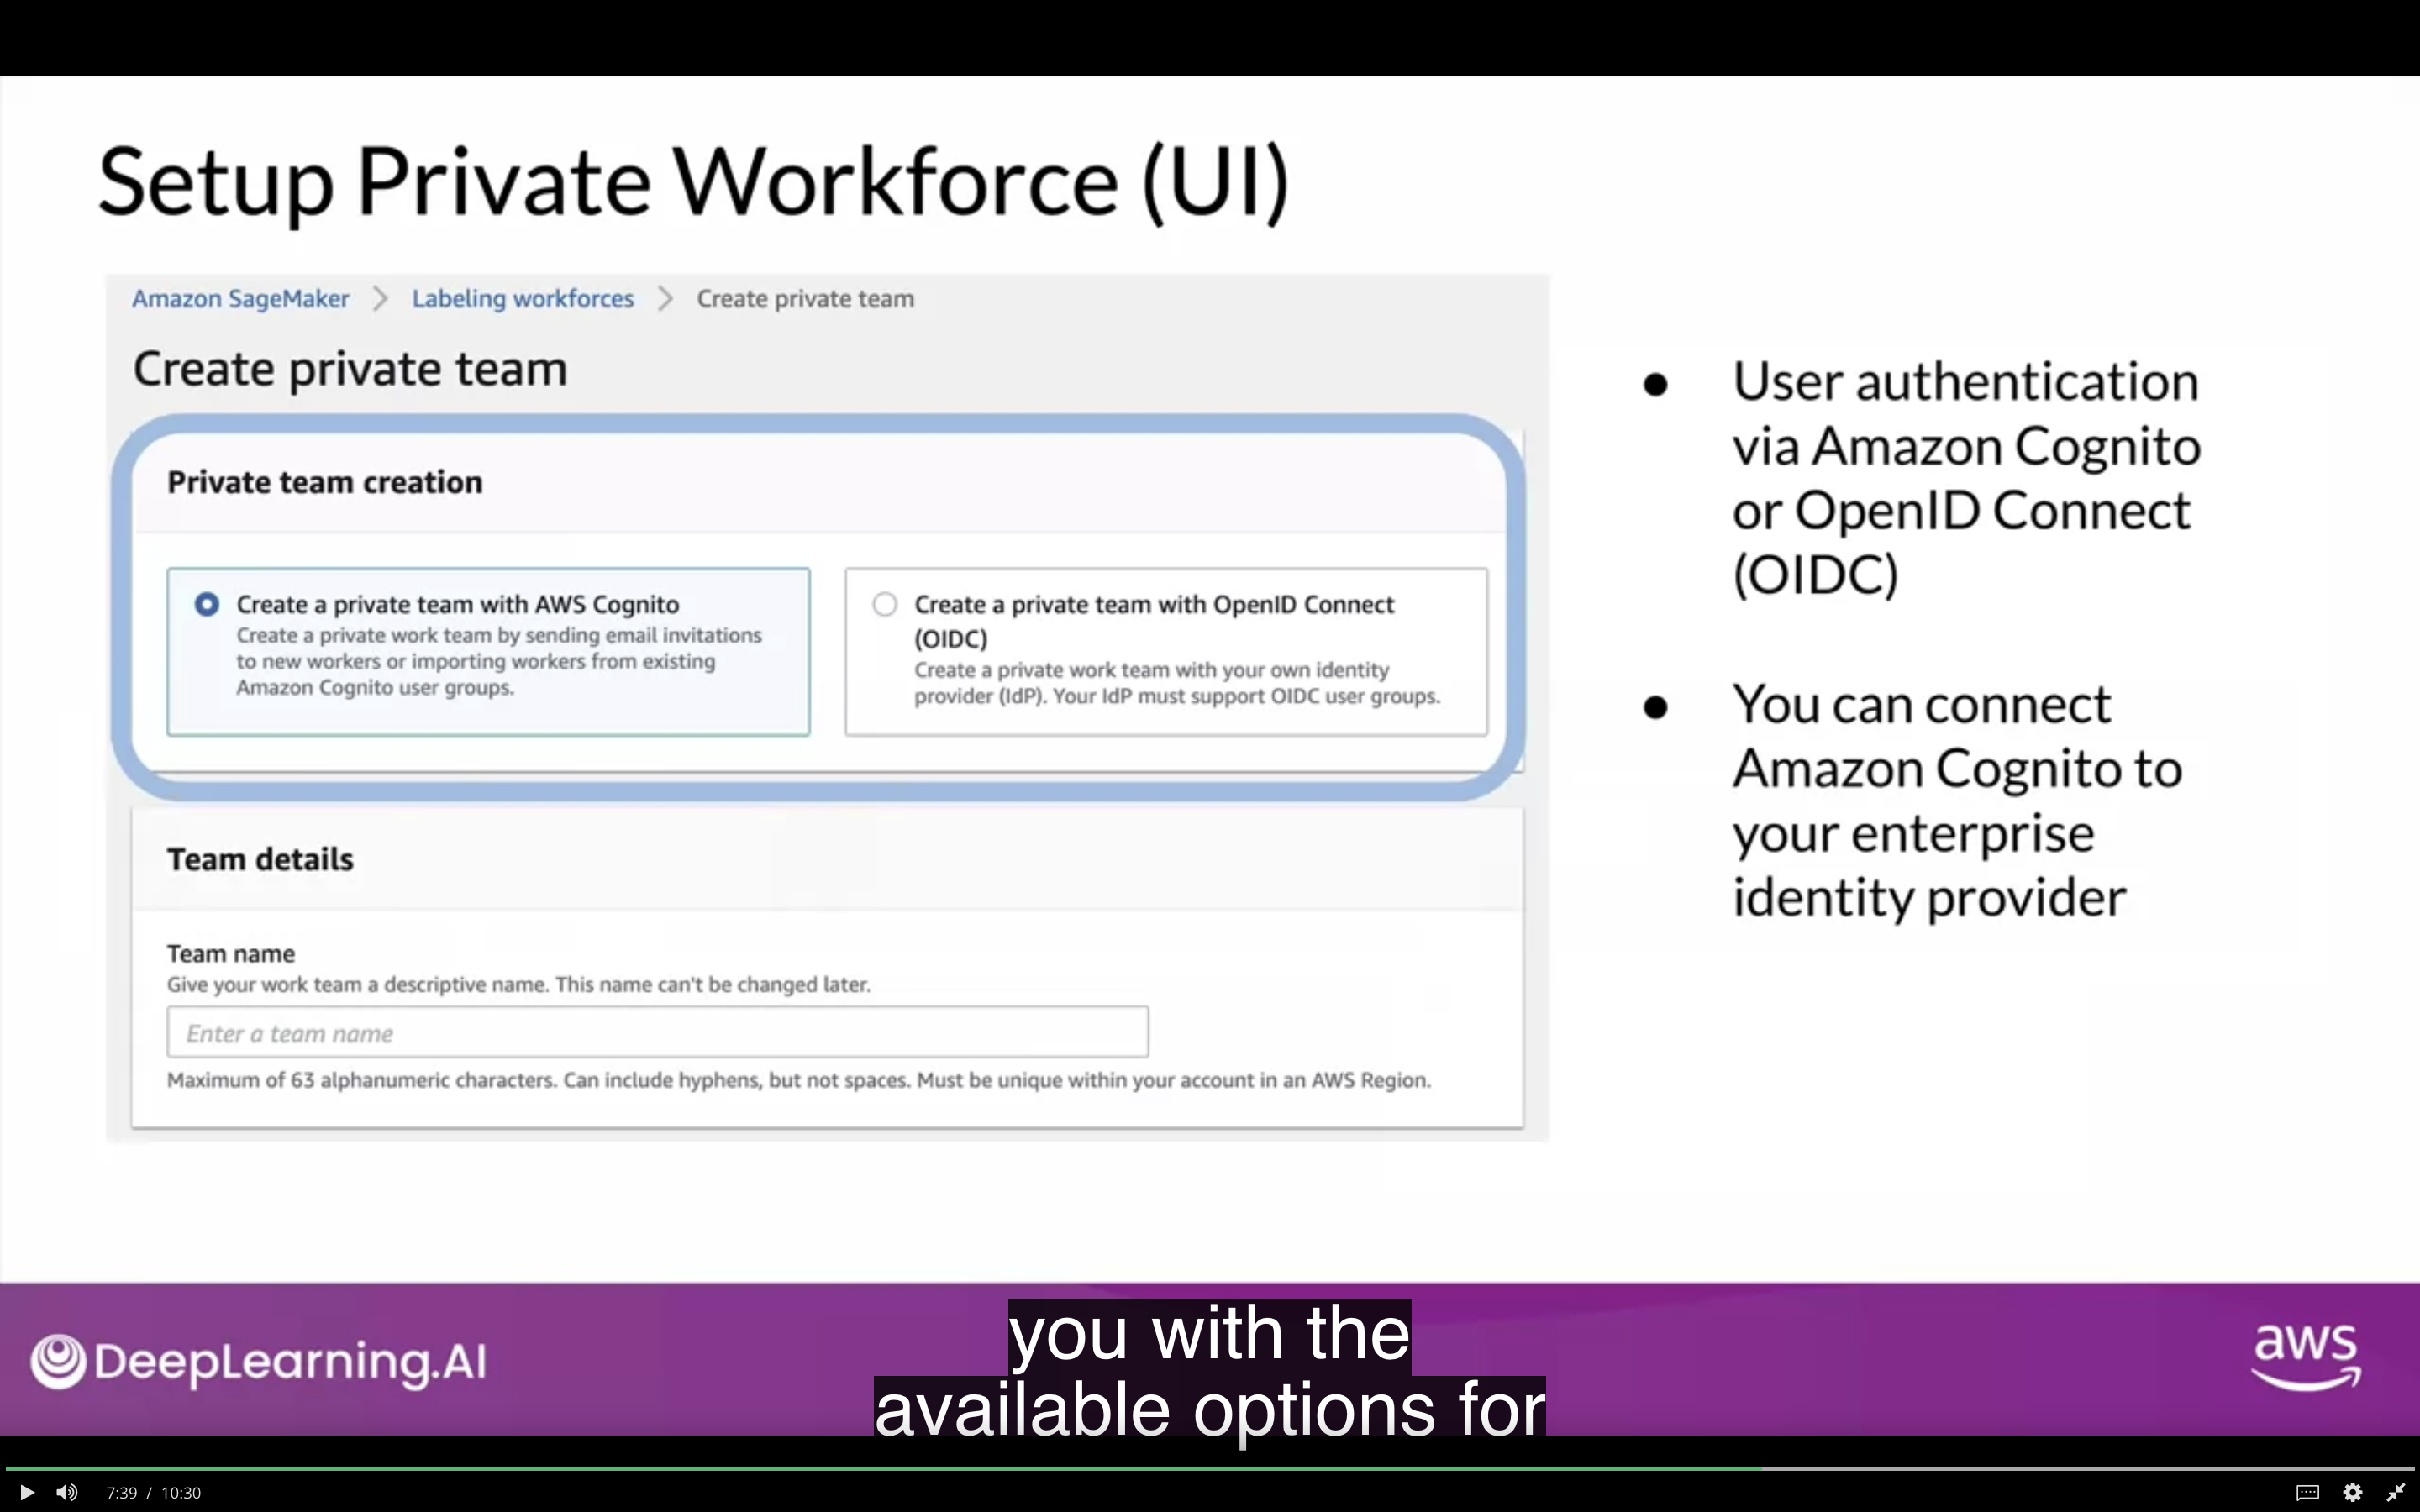 Setup Private Workforce (UI)
Amazon SageMaker > Labeling workforces > Create private team
Create private team
Private team creation
Create a private team with AWS Cognito
Create a private work team by sending email invitations
to new workers or importing workers from existing
Amazon Cognito user groups.
Create a private team with OpenID Connect
(OIDC)
Create a private work team with your own identity
provider (IdP). Your IdP must support OIDC user groups.
Team details
Team name
Give your work team a descriptive name. This name can't be changed later.
Enter a team name
Maximum of 63 alphanumeric characters. Can include hyphens, but not spaces. Must be unique within your account in an AWS Region.
● User authentication
via Amazon Cognito
or OpenID Connect
(OIDC)
● You can connect
Amazon Cognito to
your enterprise
identity provider
DeepLearning.AI
you with the
available options for
aws
7:39 / 10:30